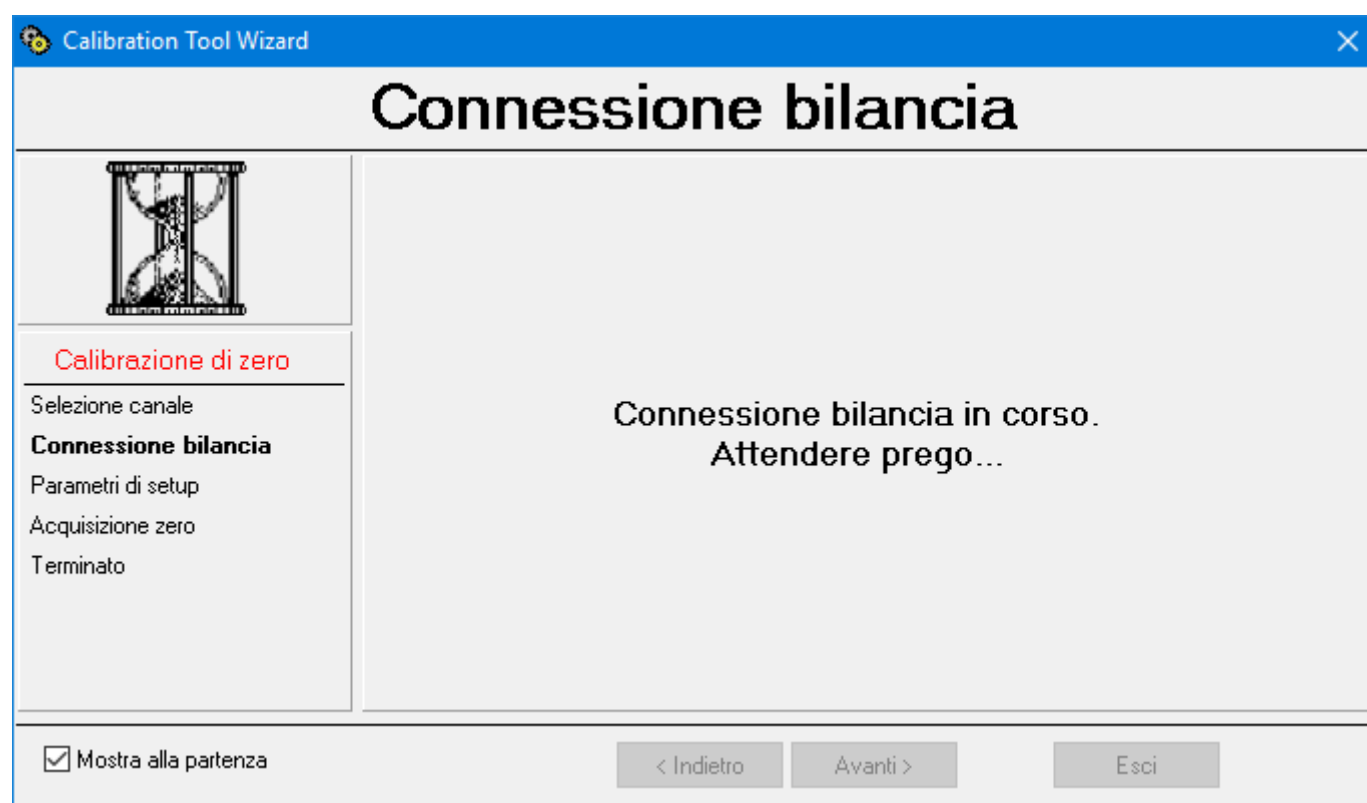 Calibration Tool Wizard
Connessione bilancia
Calibrazione di zero
Selezione canale
Connessione bilancia
Parametri di setup
Acquisizione zero
Terminato
Connessione bilancia in corso.
Attendere prego...
Mostra alla partenza
< Indietro
Avanti >
Esci